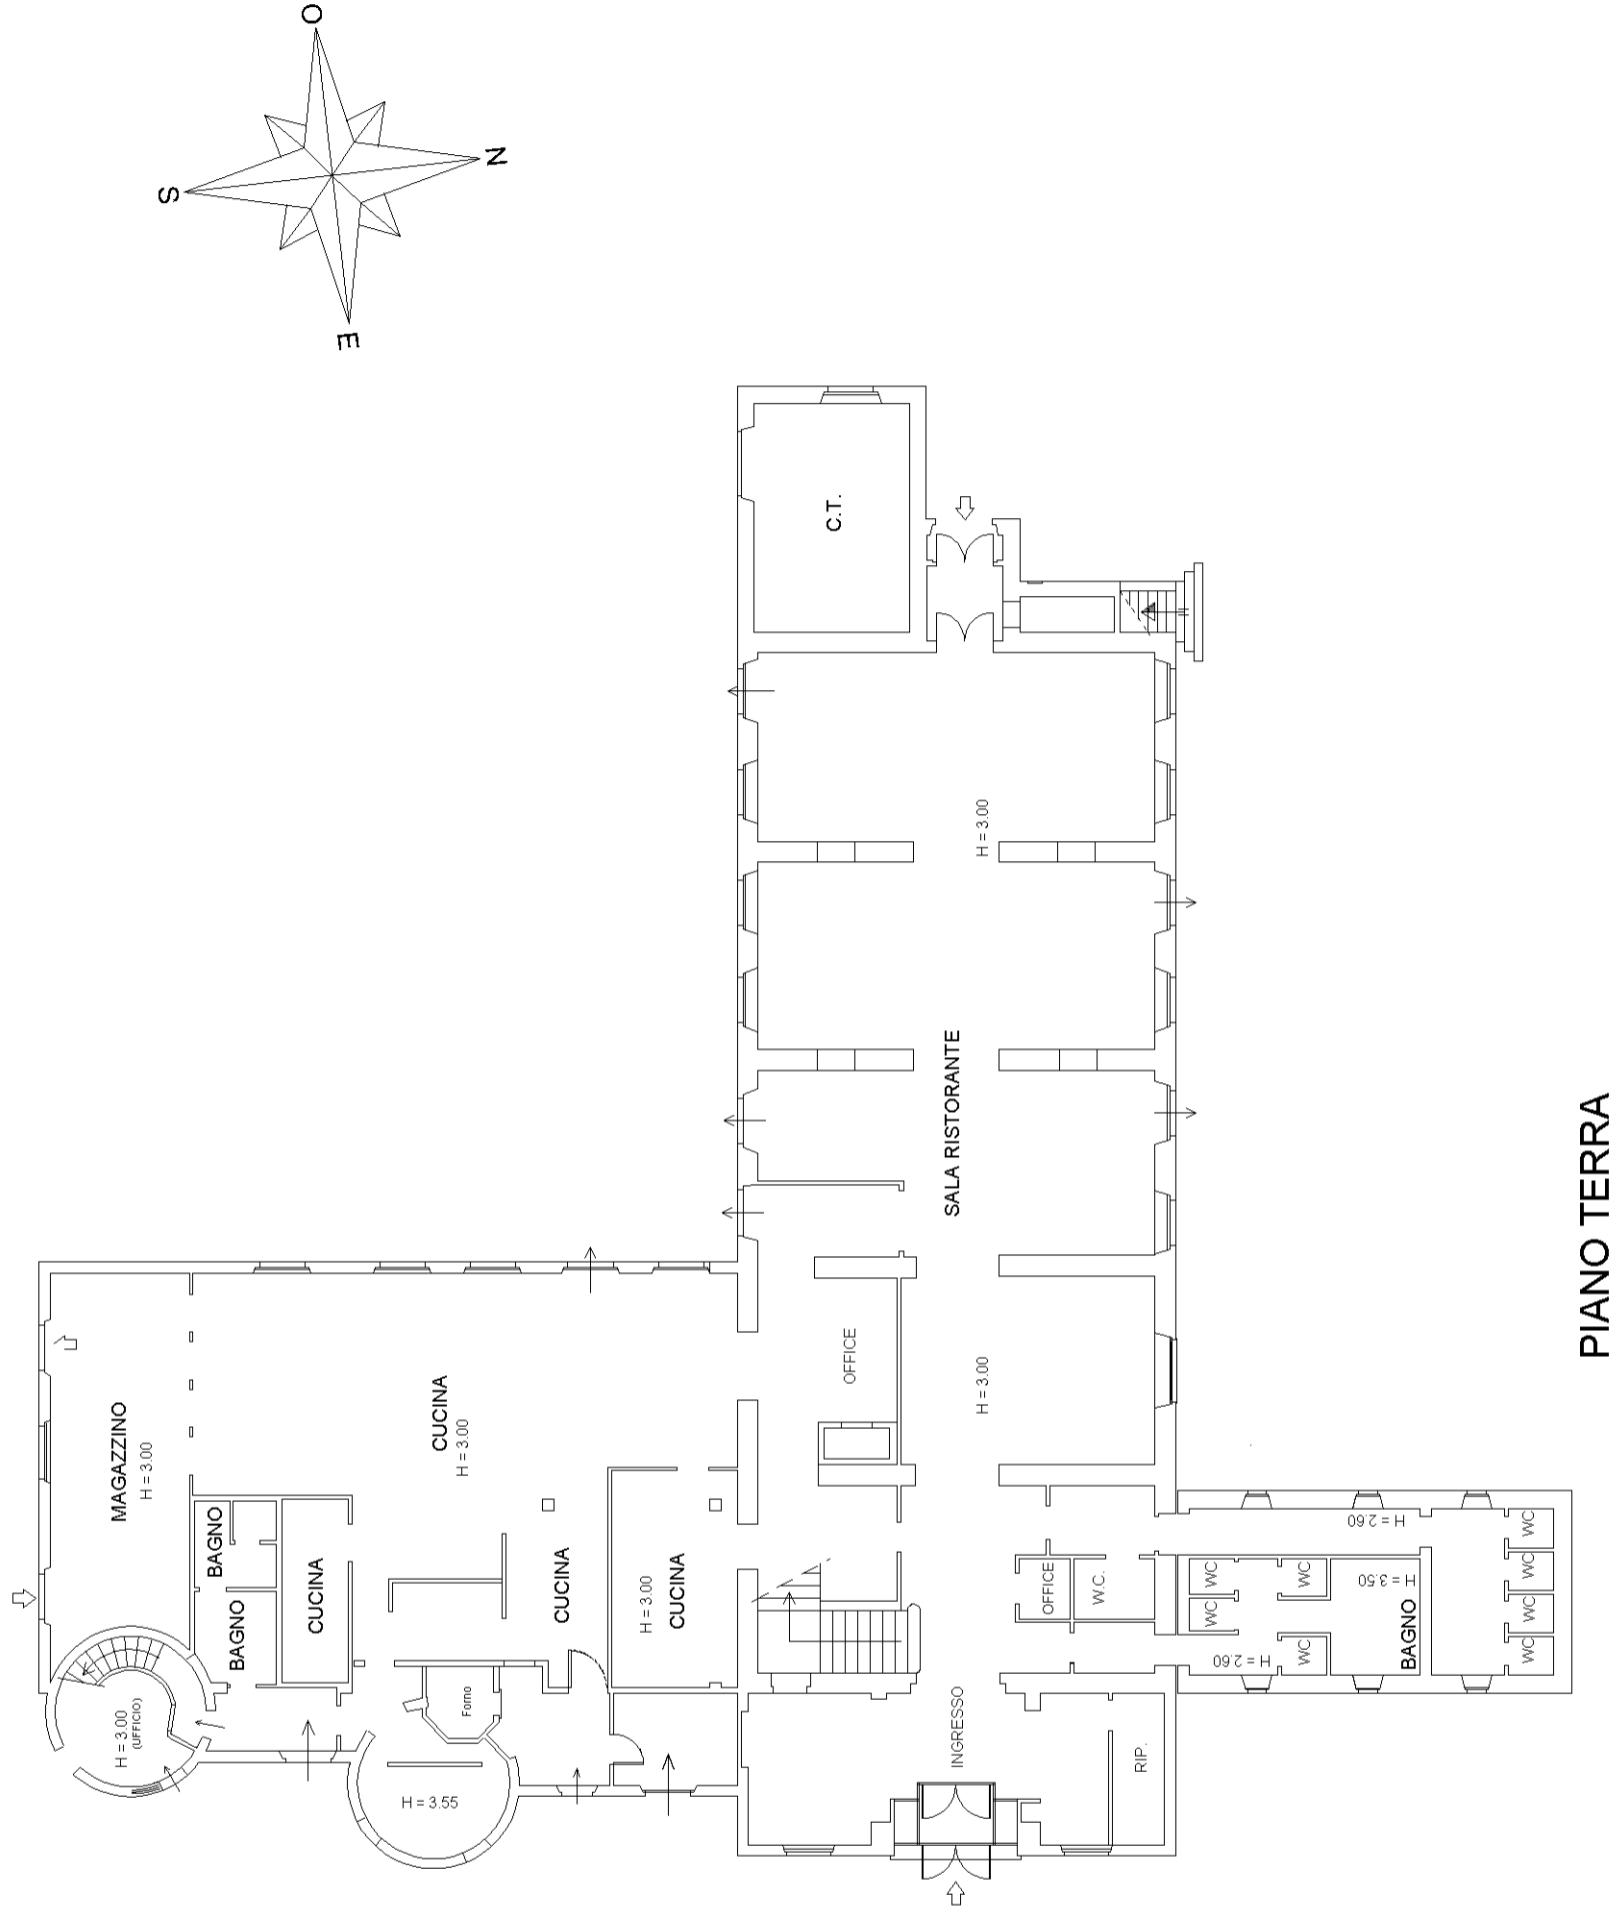 O
N
S
E
C.T.
H = 3.00
SALA RISTORANTE
PIANO TERRA
OFFICE
H = 3.00
MAGAZZINO
H = 3.00
CUCINA
H = 3.00
BAGNO
BAGNO
CUCINA
CUCINA
H = 3.00
CUCINA
OFFICE
W.C.
H = 2.60
WC
WC
WC
H = 3.50
BAGNO
WC
WC
WC
WC
WC
H = 2.60
H = 3.00
(UFFICIO)
Forno
H = 3.55
INGRESSO
RIP.